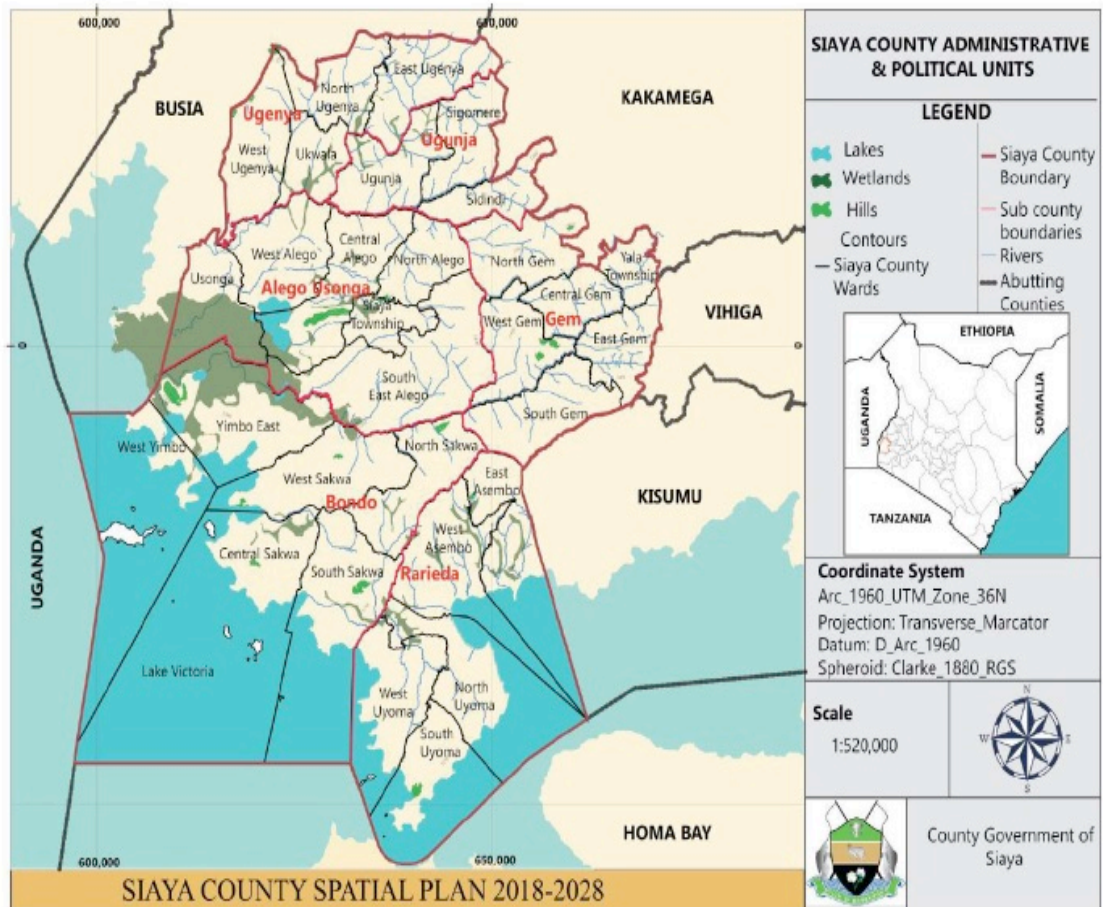 600,000
650,000
BUSIA
KAKAMEGA
East Ugenya
North
Ugenya
Ugenya
Sigomere
Ugunja
West
Ugenya
Ukwala
Ugunja
Sidindi
West Alego
Central
Alego
North Alego
Usonga
North Gem
Yala
Township
Alego Usonga
Central Gem
Siaya
Township
West Gem
Gem
East Gem
VIHIGA
0
0
South
East Alego
South Gem
Yimbo East
West Yimbo
North Sakwa
West Sakwa
East
Asembo
Bondo
KISUMU
West
Asembo
Central Sakwa
South Sakwa
Rarieda
UGANDA
Lake Victoria
West
Uyoma
North
Uyoma
South
Uyoma
HOMA BAY
600,000
650,000
SIAYA COUNTY SPATIAL PLAN 2018-2028
SIAYA COUNTY ADMINISTRATIVE
& POLITICAL UNITS
LEGEND
Lakes
Wetlands
Hills
Contours
Siaya County
Wards
Siaya County
Boundary
Sub county
boundaries
Rivers
Abutting
Counties
ETHIOPIA
UGANDA
SOMALIA
TANZANIA
Coordinate System
Arc_1960_UTM_Zone_36N
Projection: Transverse_Marcator
Datum: D_Arc_1960
Spheroid: Clarke_1880_RGS
Scale
1:520,000
N
W
E
S
County Government of
Siaya